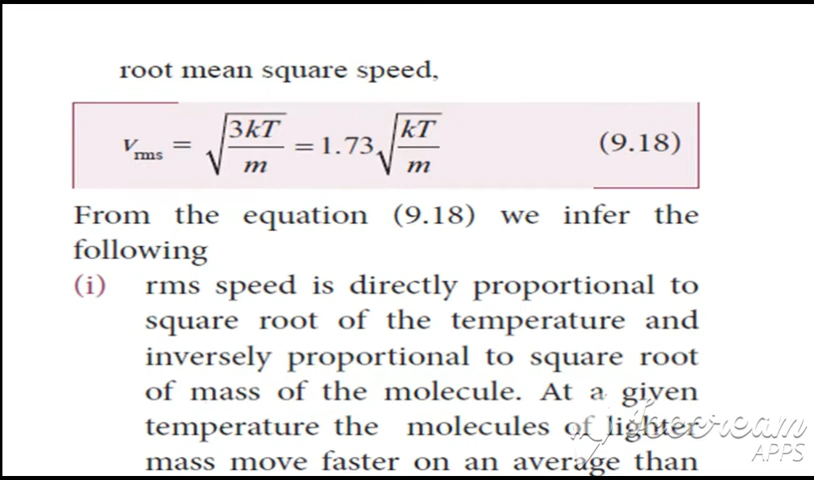 root mean square speed,
v_rms = √(3kT/m) = 1.73√(kT/m) (9.18)
From the equation (9.18) we infer the
following
(i) rms speed is directly proportional to
square root of the temperature and
inversely proportional to square root
of mass of the molecule. At a given
temperature the molecules of lighter
mass move faster on an average than
Icecream
APPS